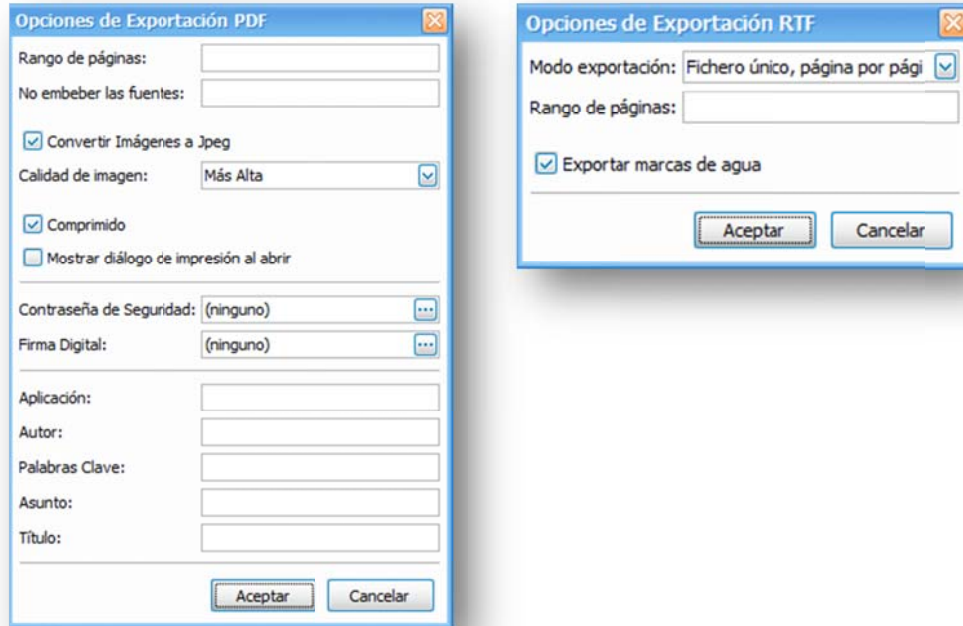 Opciones de Exportación PDF
Rango de páginas:
No embeber las fuentes:
Convertir Imágenes a Jpeg
Calidad de imagen: Más Alta
Comprimido
Mostrar diálogo de impresión al abrir
Contraseña de Seguridad: (ninguno)
Firma Digital: (ninguno)
Aplicación:
Autor:
Palabras Clave:
Asunto:
Título:
Aceptar Cancelar
Opciones de Exportación RTF
Modo exportación: Fichero único, página por pági
Rango de páginas:
Exportar marcas de agua
Aceptar Cancelar